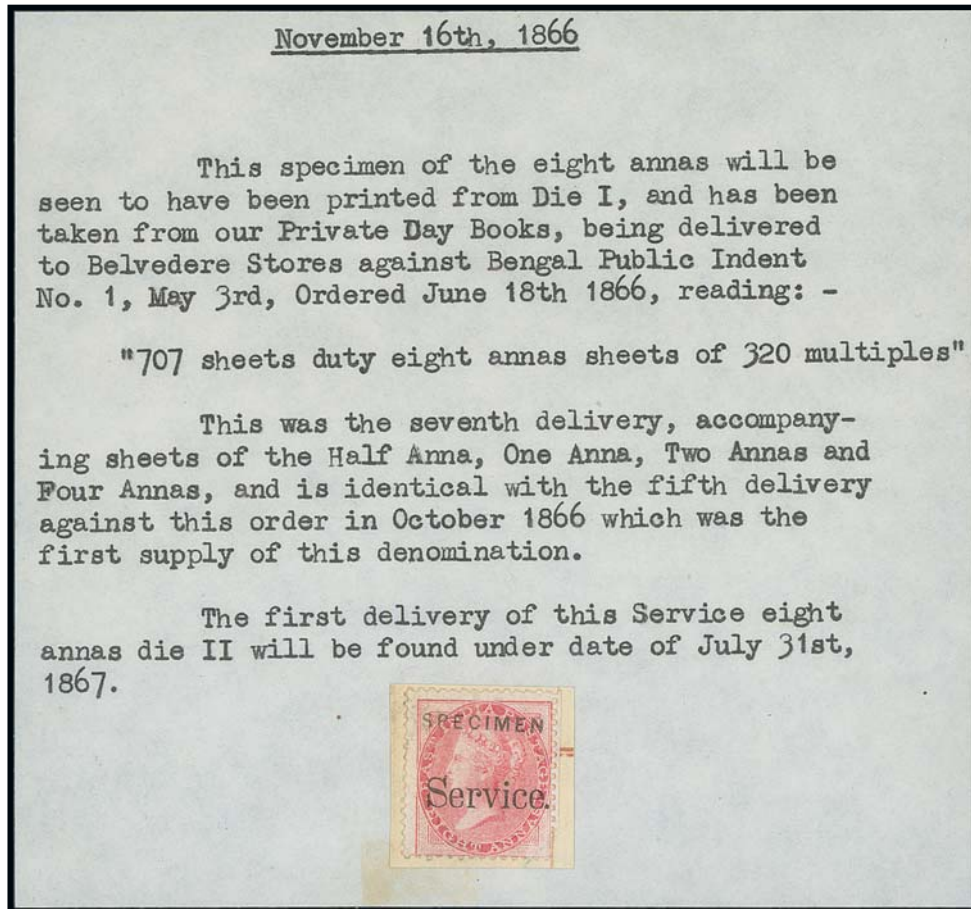 November 16th, 1866
This specimen of the eight annas will be
seen to have been printed from Die I, and has been
taken from our Private Day Books, being delivered
to Belvedere Stores against Bengal Public Indent
No. 1, May 3rd, Ordered June 18th 1866, reading: -
"707 sheets duty eight annas sheets of 320 multiples"
This was the seventh delivery, accompany-
ing sheets of the Half Anna, One Anna, Two Annas and
Four Annas, and is identical with the fifth delivery
against this order in October 1866 which was the
first supply of this denomination.
The first delivery of this Service eight
annas die II will be found under date of July 31st,
1867.
SPECIMEN
Service.
EAST INDIA POSTAGE
EIGHT ANNAS